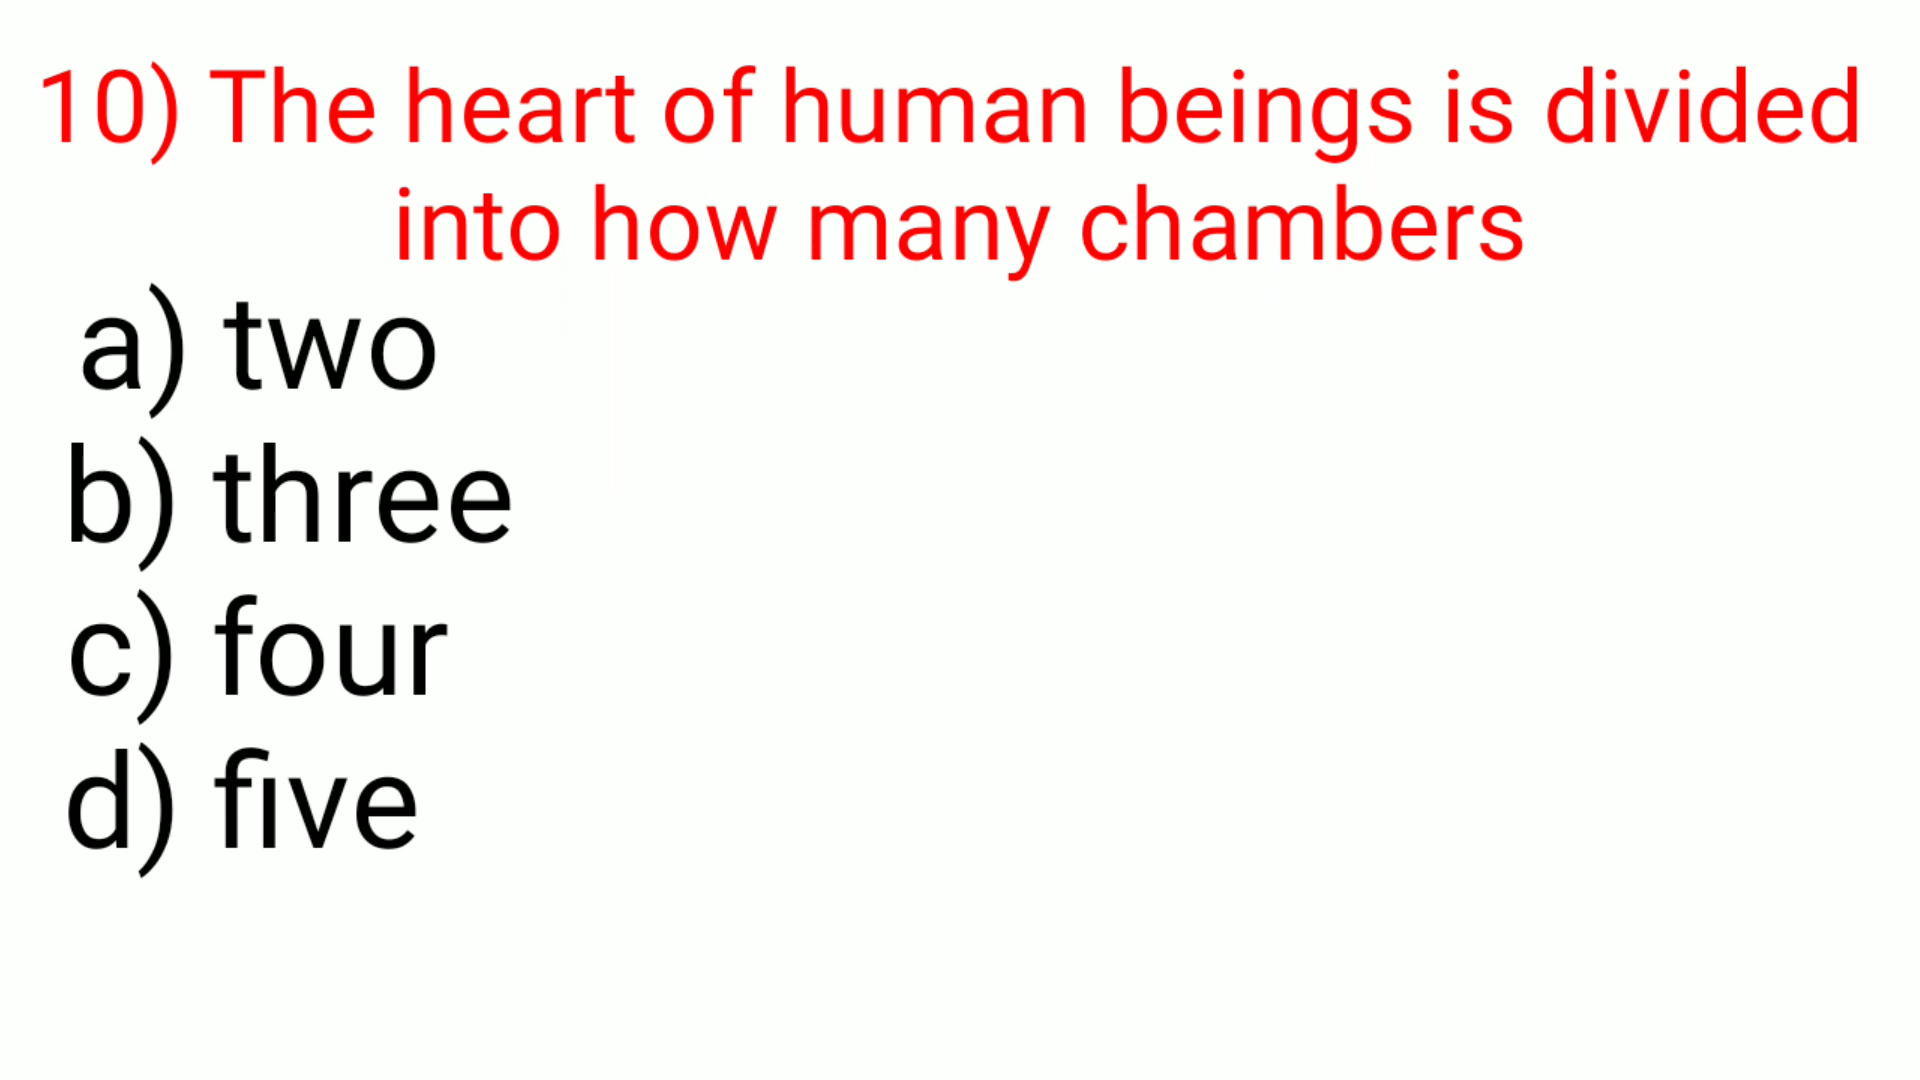 10) The heart of human beings is divided
into how many chambers
a) two
b) three
c) four
d) five